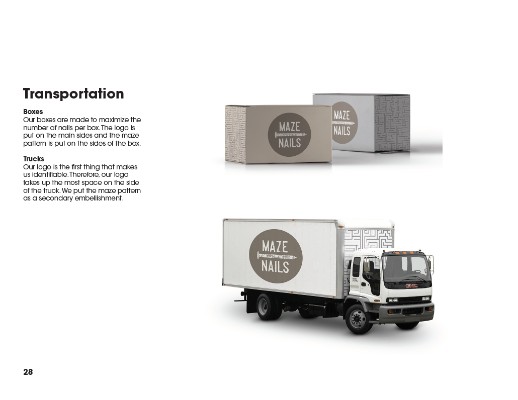 Transportation
Boxes
Our boxes are made to maximize the
number of nails per box. The logo is
put on the main sides and the maze
pattern is put on the sides of the box.
Trucks
Our logo is the first thing that makes
us identifiable. Therefore, our logo
takes up the most space on the side
of the truck. We put the maze pattern
as a secondary embellishment.
MAZE
NAILS
MAZE
NAILS
MAZE
NAILS
28